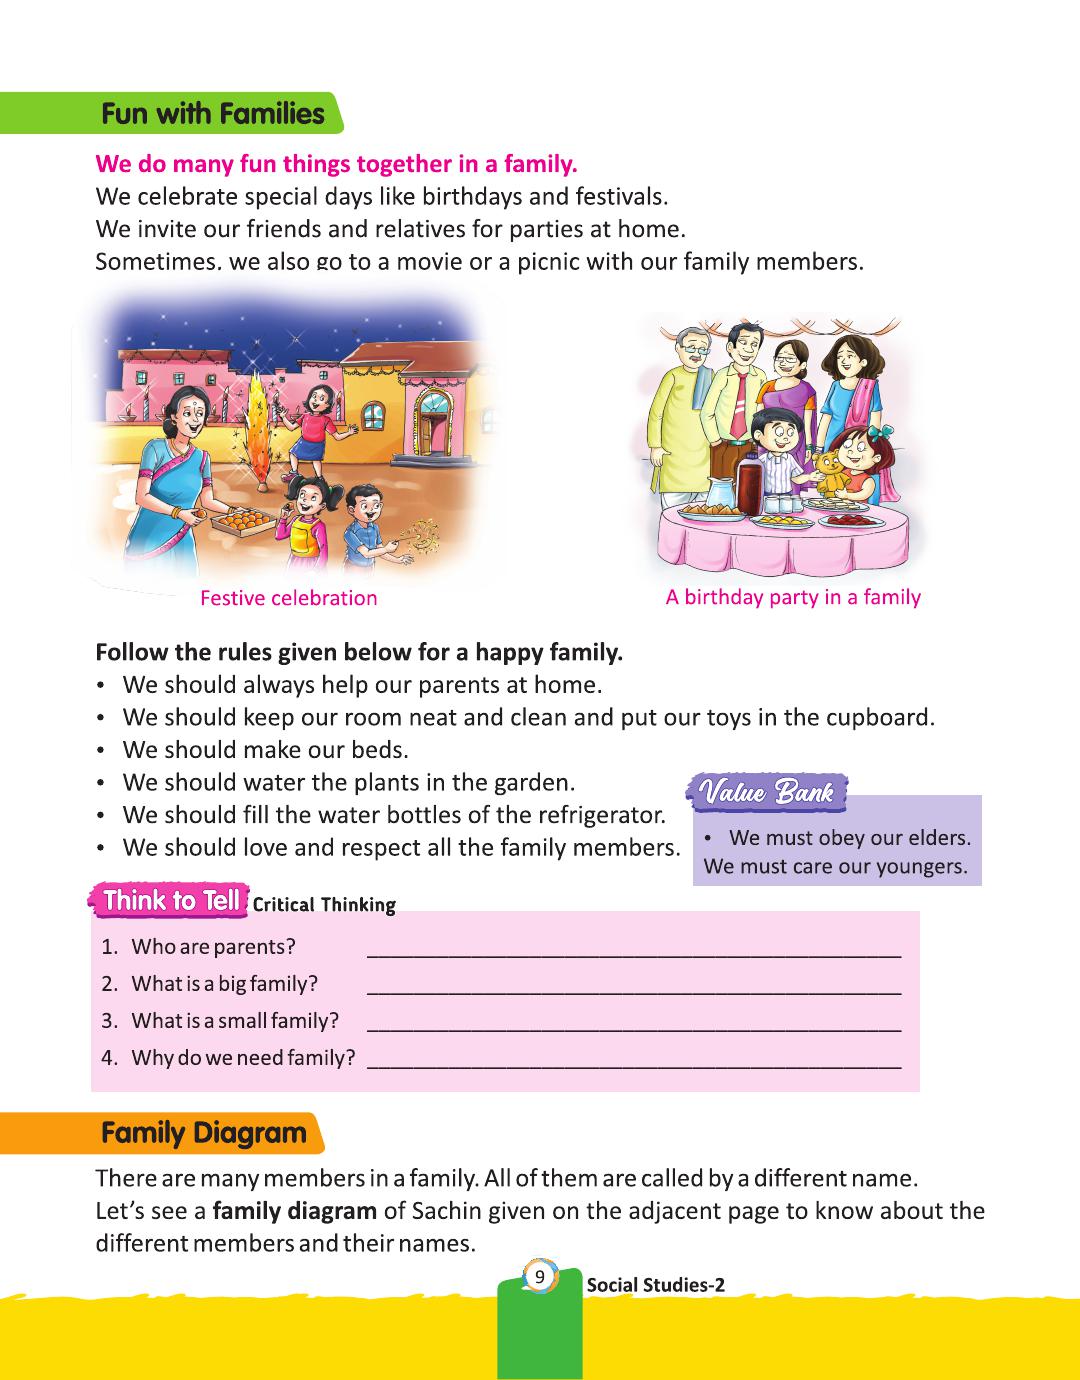 Fun with Families
We do many fun things together in a family.
We celebrate special days like birthdays and festivals.
We invite our friends and relatives for parties at home.
Sometimes, we also go to a movie or a picnic with our family members.
Festive celebration
A birthday party in a family
Follow the rules given below for a happy family.
• We should always help our parents at home.
• We should keep our room neat and clean and put our toys in the cupboard.
• We should make our beds.
• We should water the plants in the garden.
• We should fill the water bottles of the refrigerator.
• We should love and respect all the family members.
Value Bank
• We must obey our elders.
We must care our youngers.
Think to Tell Critical Thinking
1. Who are parents?
2. What is a big family?
3. What is a small family?
4. Why do we need family?
Family Diagram
There are many members in a family. All of them are called by a different name.
Let's see a family diagram of Sachin given on the adjacent page to know about the
different members and their names.
9
Social Studies-2